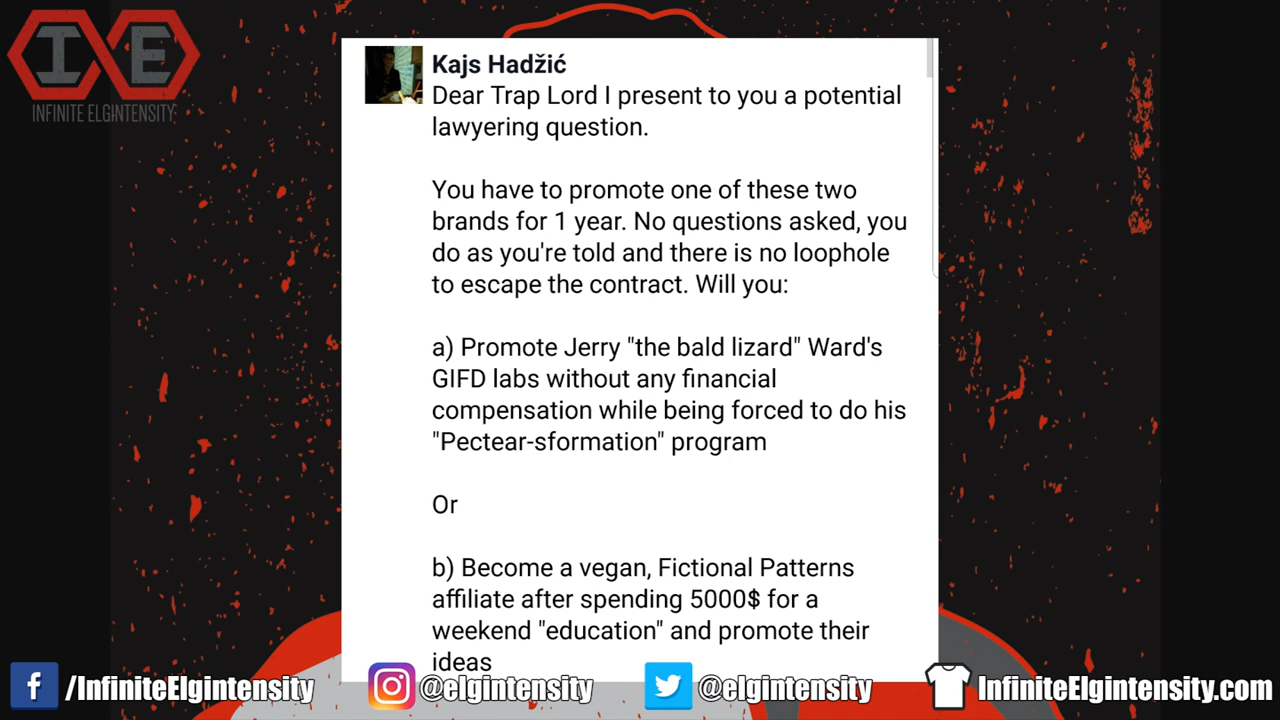 IE
INFINITE ELGINTENSITY
Kajs Hadžić
Dear Trap Lord I present to you a potential
lawyering question.
You have to promote one of these two
brands for 1 year. No questions asked, you
do as you're told and there is no loophole
to escape the contract. Will you:
a) Promote Jerry "the bald lizard" Ward's
GIFD labs without any financial
compensation while being forced to do his
"Pectear-sformation" program
Or
b) Become a vegan, Fictional Patterns
affiliate after spending 5000$ for a
weekend "education" and promote their
ideas
f /InfiniteElgintensity
@elgintensity
@elgintensity
InfiniteElgintensity.com